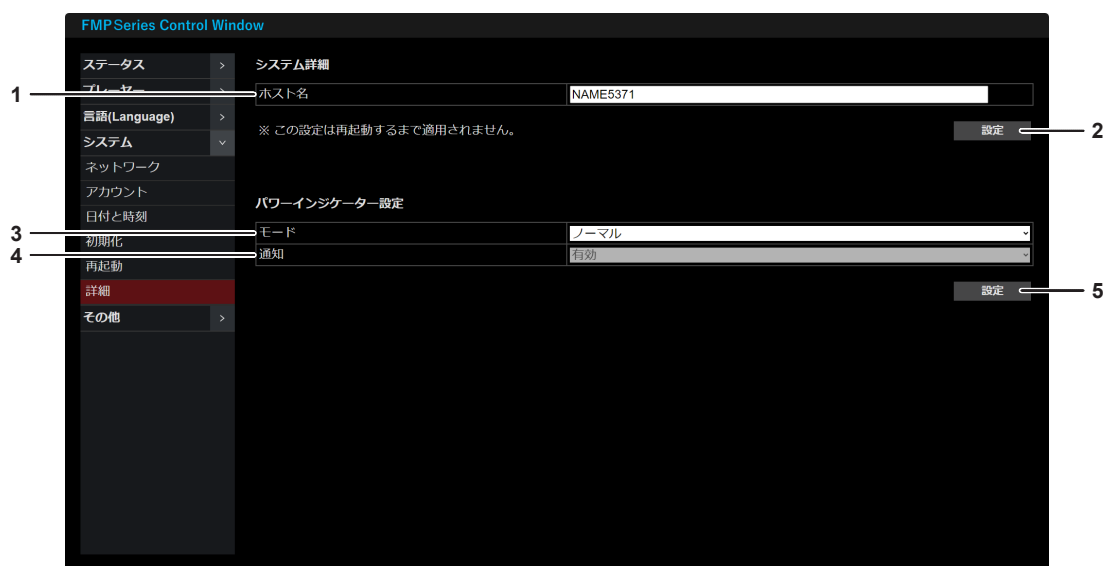 FMPSeries Control Window
ステータス >
プレーヤー >
言語(Language) >
システム
ネットワーク
アカウント
日付と時刻
初期化
再起動
詳細
その他 >
システム詳細
1 ホスト名 NAME5371
※ この設定は再起動するまで適用されません。
設定 2
パワーインジケーター設定
3 モード ノーマル
4 通知 有効
設定 5